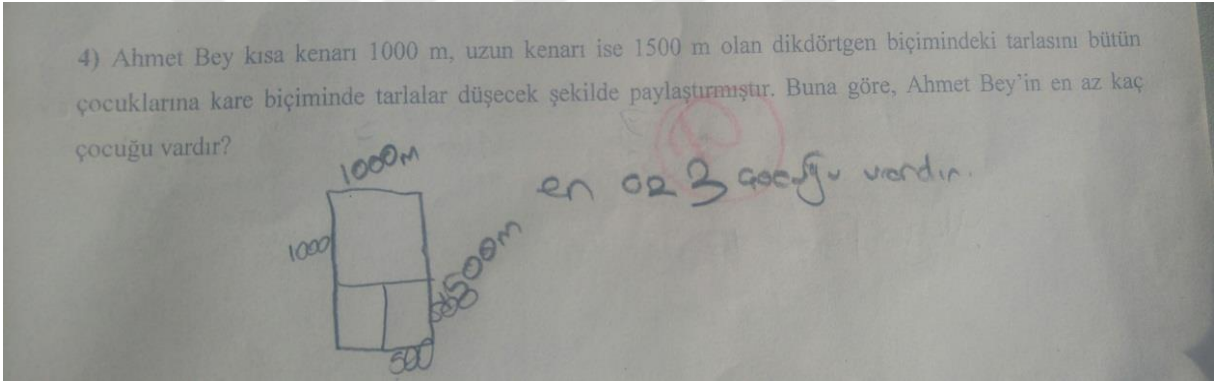 4) Ahmet Bey kısa kenarı 1000 m, uzun kenarı ise 1500 m olan dikdörtgen biçimindeki tarlasını bütün
çocuklarına kare biçiminde tarlalar düşecek şekilde paylaştırmıştır. Buna göre, Ahmet Bey'in en az kaç
çocuğu vardır?
1000m
en az 3 çocuğu vardır.
1000
1500m
500
500